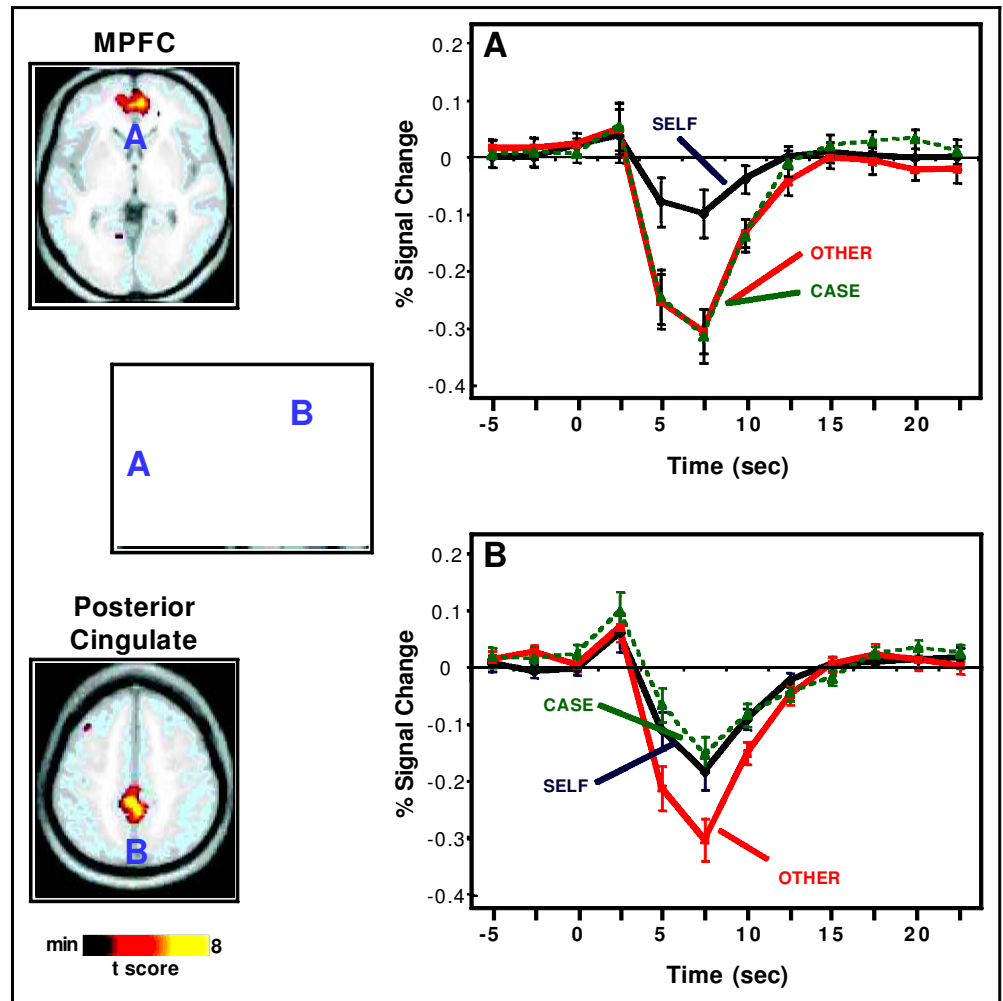 MPFC
A
A
B
Posterior
Cingulate
B
min 8
t score
A
% Signal Change
0.2
0.1
0
-0.1
-0.2
-0.3
-0.4
SELF
OTHER
CASE
-5 0 5 10 15 20
Time (sec)
B
% Signal Change
0.2
0.1
0
-0.1
-0.2
-0.3
-0.4
CASE
SELF
OTHER
-5 0 5 10 15 20
Time (sec)